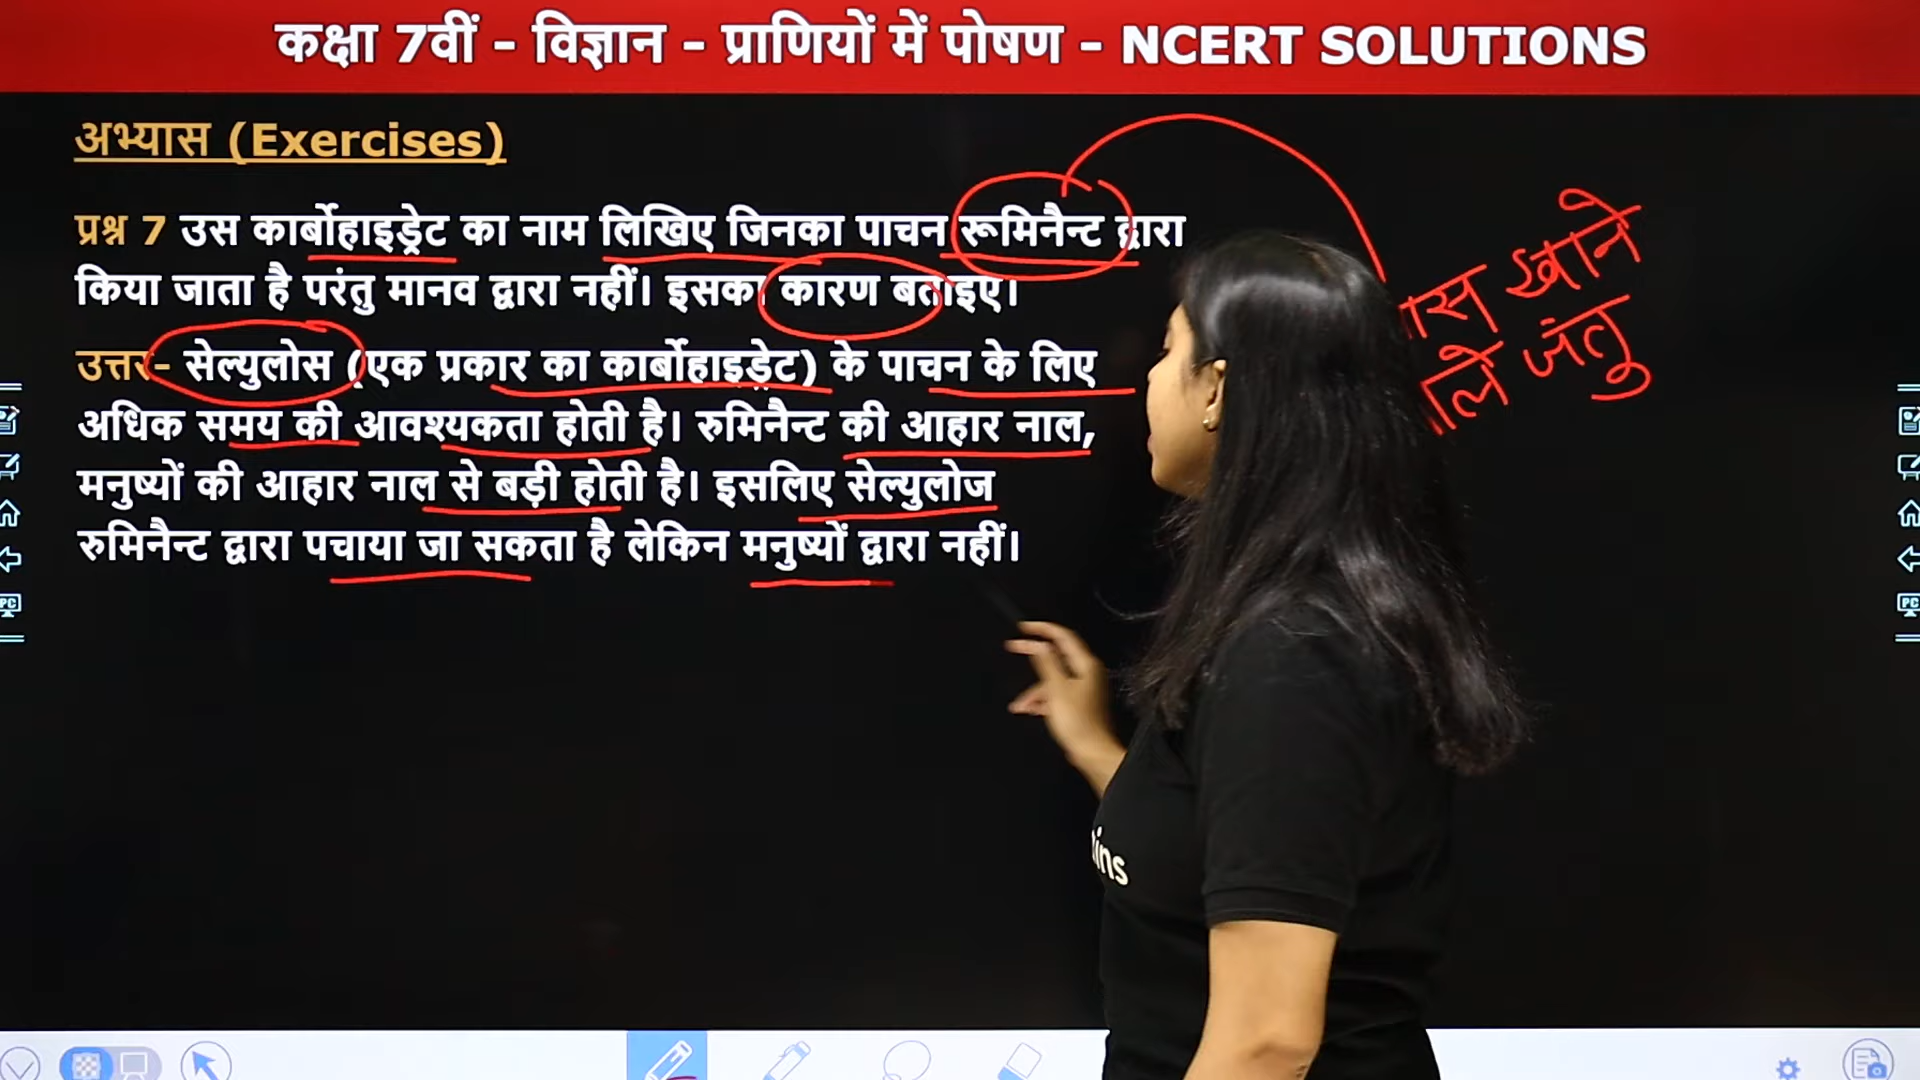 कक्षा 7वीं - विज्ञान - प्राणियों में पोषण - NCERT SOLUTIONS
अभ्यास (Exercises)
प्रश्न 7 उस कार्बोहाइड्रेट का नाम लिखिए जिनका पाचन रूमिनैन्ट द्वारा
किया जाता है परंतु मानव द्वारा नहीं। इसका कारण बताइए।
उत्तर- सेल्युलोस (एक प्रकार का कार्बोहाइड्रेट) के पाचन के लिए
अधिक समय की आवश्यकता होती है। रुमिनैन्ट की आहार नाल,
मनुष्यों की आहार नाल से बड़ी होती है। इसलिए सेल्युलोज
रुमिनैन्ट द्वारा पचाया जा सकता है लेकिन मनुष्यों द्वारा नहीं।
खाने
जंतु
PC
PC